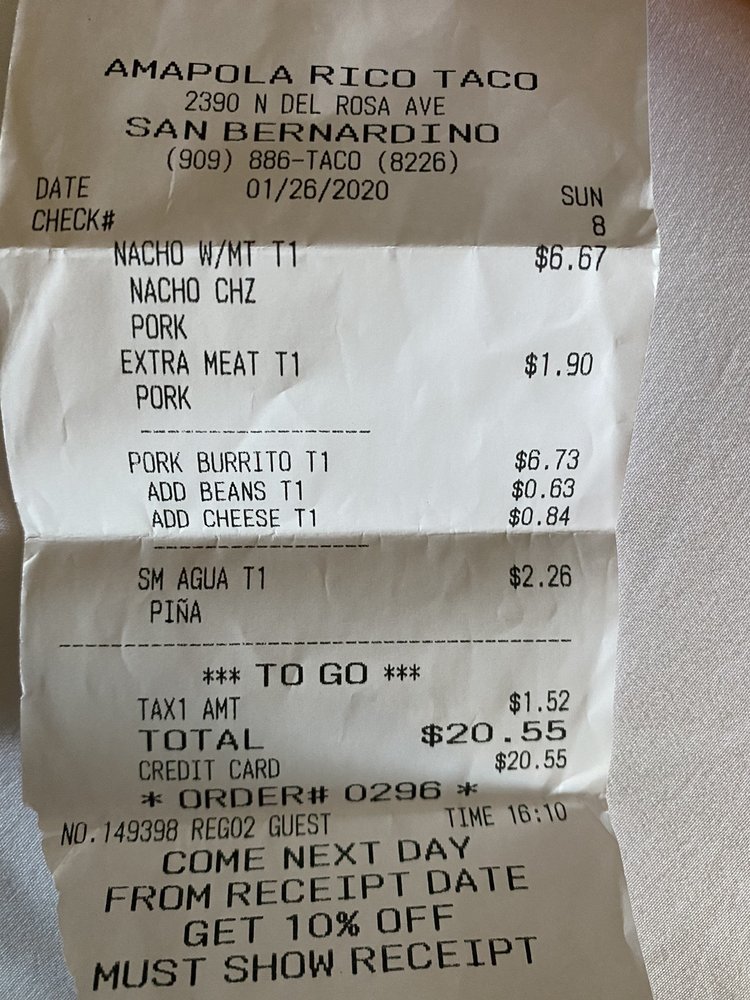 AMAPOLA RICO TACO
2390 N DEL ROSA AVE
SAN BERNARDINO
(909) 886-TACO (8226)
DATE 01/26/2020 SUN
CHECK# 8
NACHO W/MT T1 $6.67
NACHO CHZ
PORK
EXTRA MEAT T1 $1.90
PORK
PORK BURRITO T1 $6.73
ADD BEANS T1 $0.63
ADD CHEESE T1 $0.84
SM AGUA T1 $2.26
PIÑA
*** TO GO ***
TAX1 AMT $1.52
TOTAL $20.55
CREDIT CARD $20.55
* ORDER# 0296 *
NO.149398 REG02 GUEST TIME 16:10
COME NEXT DAY
FROM RECEIPT DATE
GET 10% OFF
MUST SHOW RECEIPT